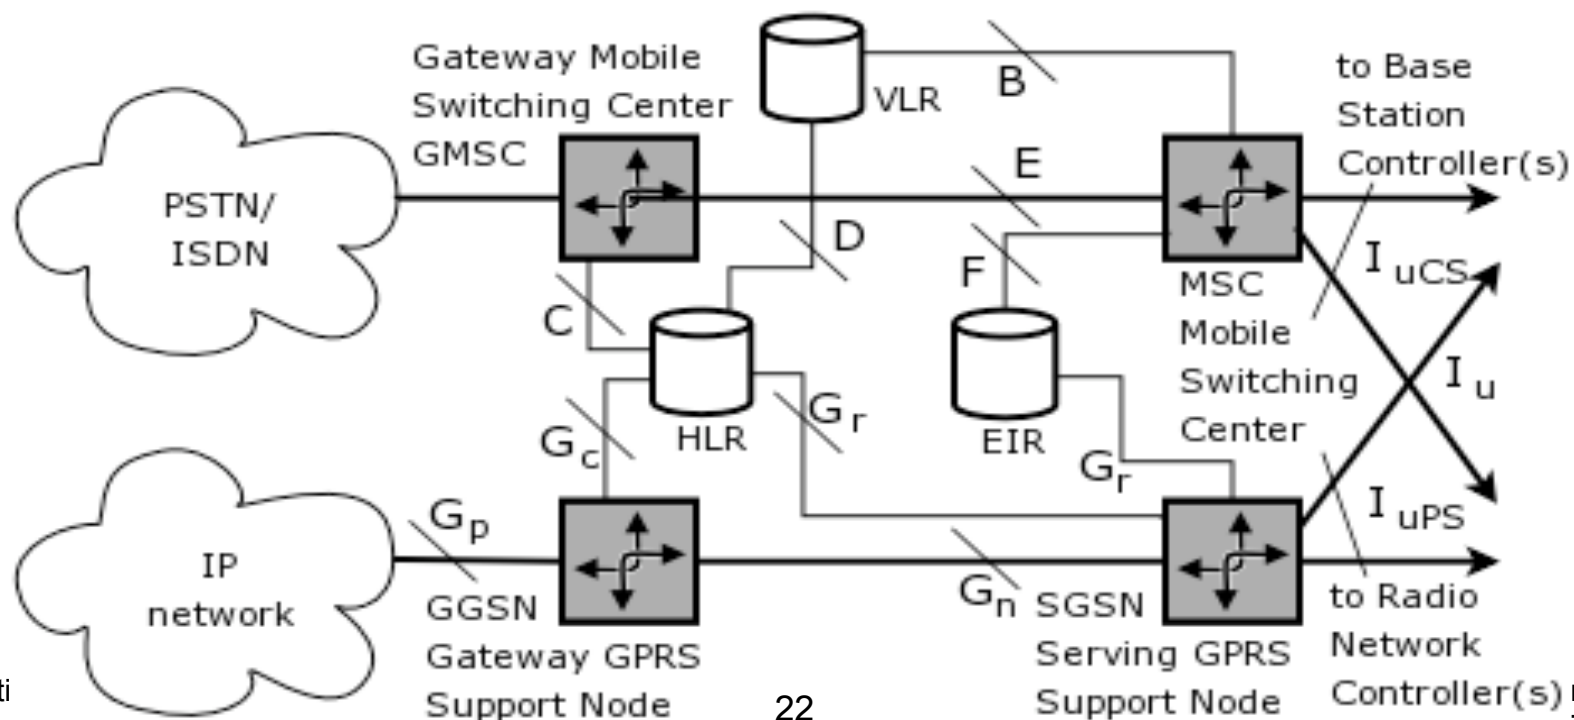 Gateway Mobile
Switching Center
GMSC
VLR
B
to Base
Station
Controller(s)
PSTN/
ISDN
E
D
F
C
HLR
EIR
MSC
Mobile
Switching
Center
I uCS
I u
I uPS
G c
G r
G r
G p
G n
IP
network
GGSN
Gateway GPRS
Support Node
SGSN
Serving GPRS
Support Node
to Radio
Network
Controller(s)
ti
22